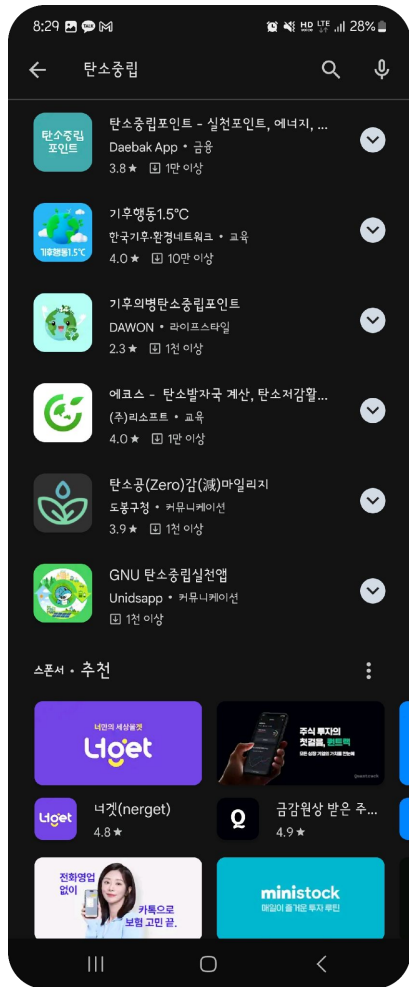 8:29
HD LTE 28%
탄소중립
탄소중립
포인트
탄소중립포인트 - 실천포인트, 에너지, ...
Daebak App • 금융
3.8★ 1만 이상
기후행동1.5℃
기후행동1.5℃
한국기후·환경네트워크 • 교육
4.0★ 10만 이상
기후의병탄소중립포인트
DAWON • 라이프스타일
2.3★ 1천 이상
에코스 - 탄소발자국 계산, 탄소저감활...
(주)리소프트 • 교육
4.0★ 1만 이상
탄소공(Zero)감(減)마일리지
도봉구청 • 커뮤니케이션
3.9★ 1천 이상
GNU 탄소중립실천앱
Unidsapp • 커뮤니케이션
1천 이상
스폰서 • 추천
너만의 세상물겟
너get
주식 투자의
첫걸음, 퀀트랙
너get
너겟(nerget)
4.8★
금감원상 받은 주...
4.9★
전화영업
없이
카톡으로
보험 고민 끝.
ministock
매일이 즐거운 투자 루틴